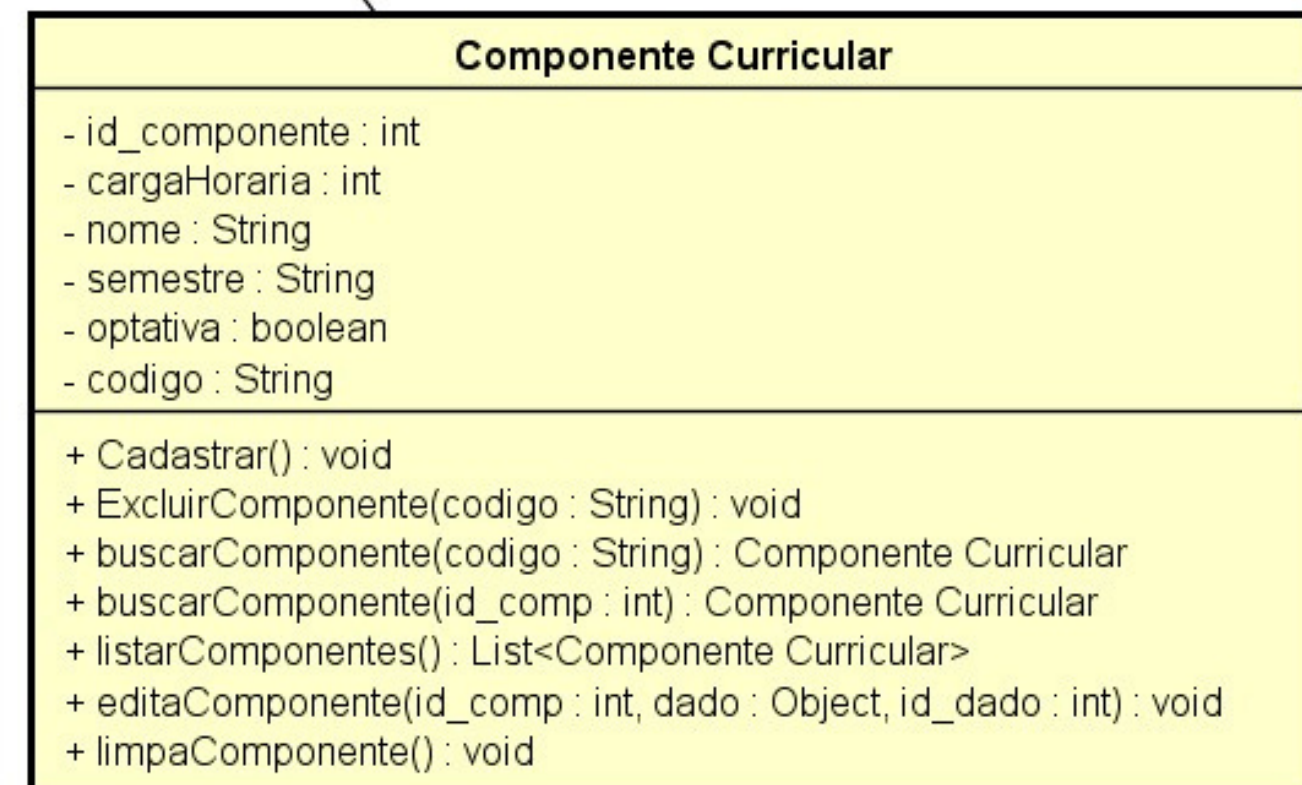 Componente Curricular
- id_componente : int
- cargaHoraria : int
- nome : String
- semestre : String
- optativa : boolean
- codigo : String
+ Cadastrar() : void
+ ExcluirComponente(codigo : String) : void
+ buscarComponente(codigo : String) : Componente Curricular
+ buscarComponente(id_comp : int) : Componente Curricular
+ listarComponentes() : List<Componente Curricular>
+ editaComponente(id_comp : int, dado : Object, id_dado : int) : void
+ limpaComponente() : void